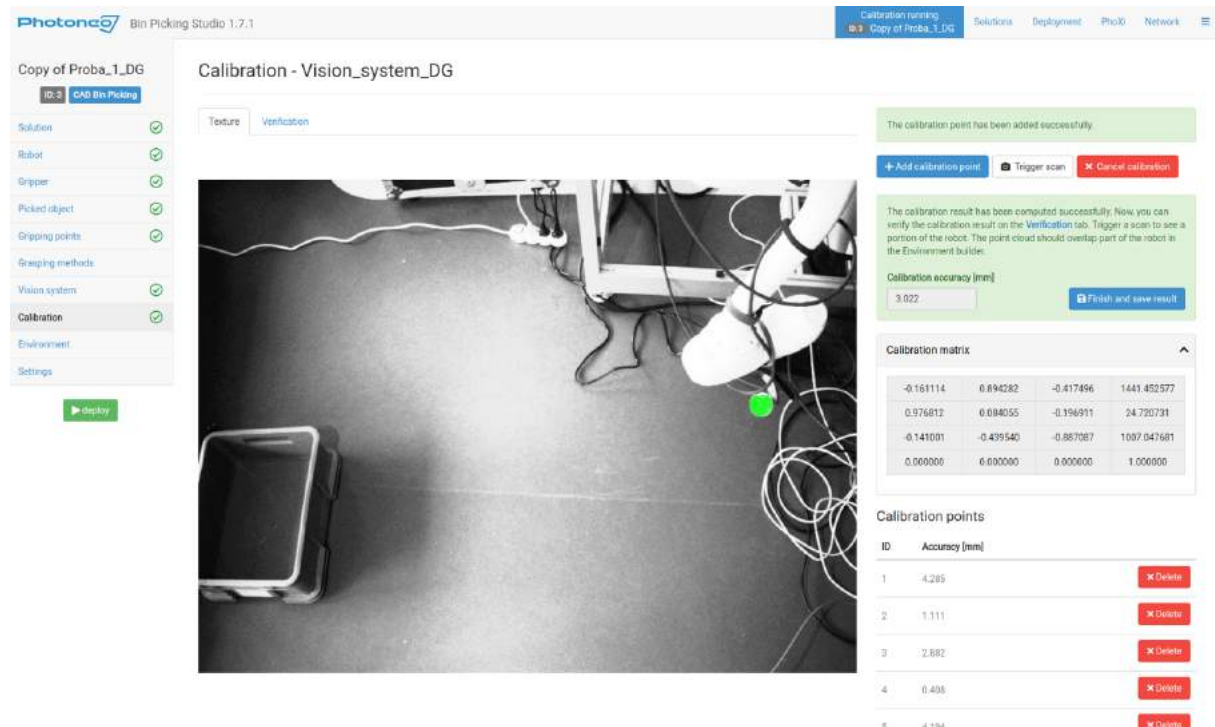 Photoneo Bin Picking Studio 1.7.1
Calibration running
ID:3 Copy of Proba_1_DG
Solutions Deployment PhoXi Network
Copy of Proba_1_DG
ID: 3 CAD Bin Picking
Solution
Robot
Gripper
Picked object
Gripping points
Grasping methods
Vision system
Calibration
Environment
Settings
deploy
Calibration - Vision_system_DG
Texture Verification
The calibration point has been added successfully.
+ Add calibration point Trigger scan Cancel calibration
The calibration result has been computed successfully. Now, you can
verify the calibration result on the Verification tab. Trigger a scan to see a
portion of the robot. The point cloud should overlap part of the robot in
the Environment builder.
Calibration accuracy [mm]
3.022 Finish and save result
Calibration matrix
-0.161114 0.894282 -0.417496 1441.452577
0.976812 0.084055 -0.196911 24.720731
-0.141001 -0.439540 -0.887087 1007.047681
0.000000 0.000000 0.000000 1.000000
Calibration points
ID Accuracy [mm]
1 4.285 Delete
2 1.111 Delete
3 2.882 Delete
4 0.408 Delete
5 Delete